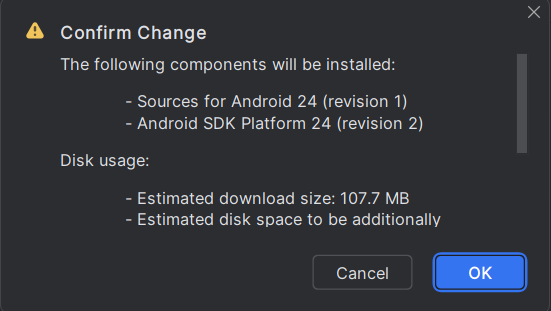 Confirm Change
The following components will be installed:
- Sources for Android 24 (revision 1)
- Android SDK Platform 24 (revision 2)
Disk usage:
- Estimated download size: 107.7 MB
- Estimated disk space to be additionally
Cancel
OK